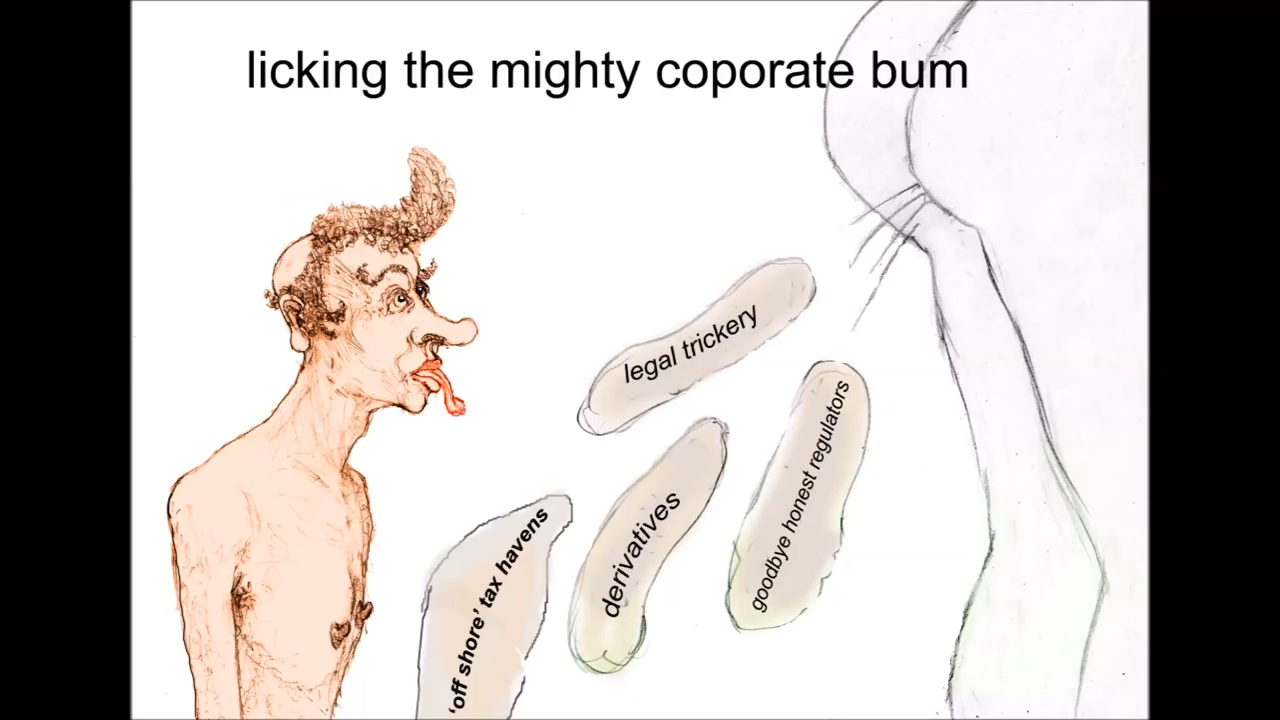 licking the mighty coporate bum
legal trickery
goodbye honest regulators
derivatives
'off shore' tax havens